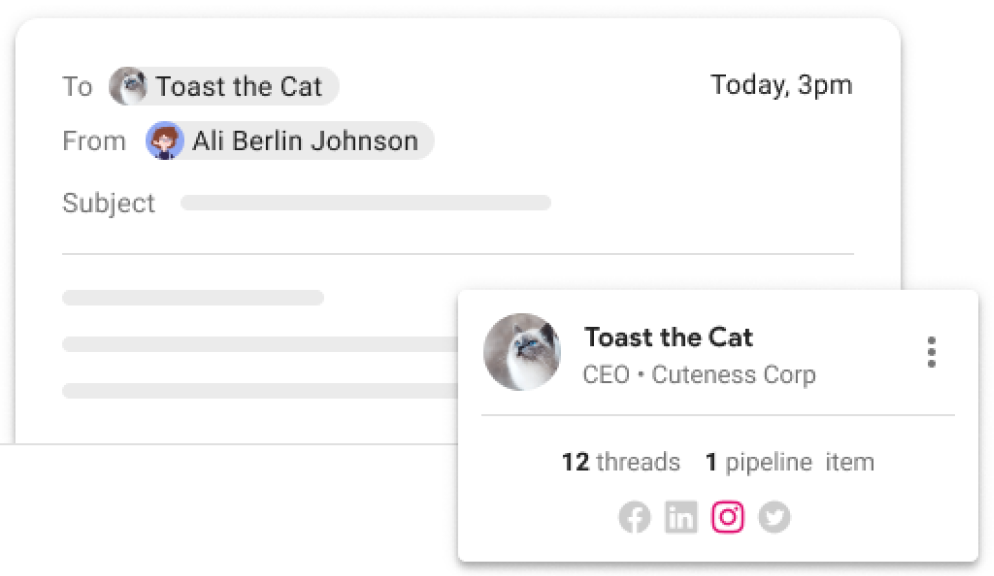 To Toast the Cat Today, 3pm
From Ali Berlin Johnson
Subject
Toast the Cat
CEO • Cuteness Corp
12 threads 1 pipeline item